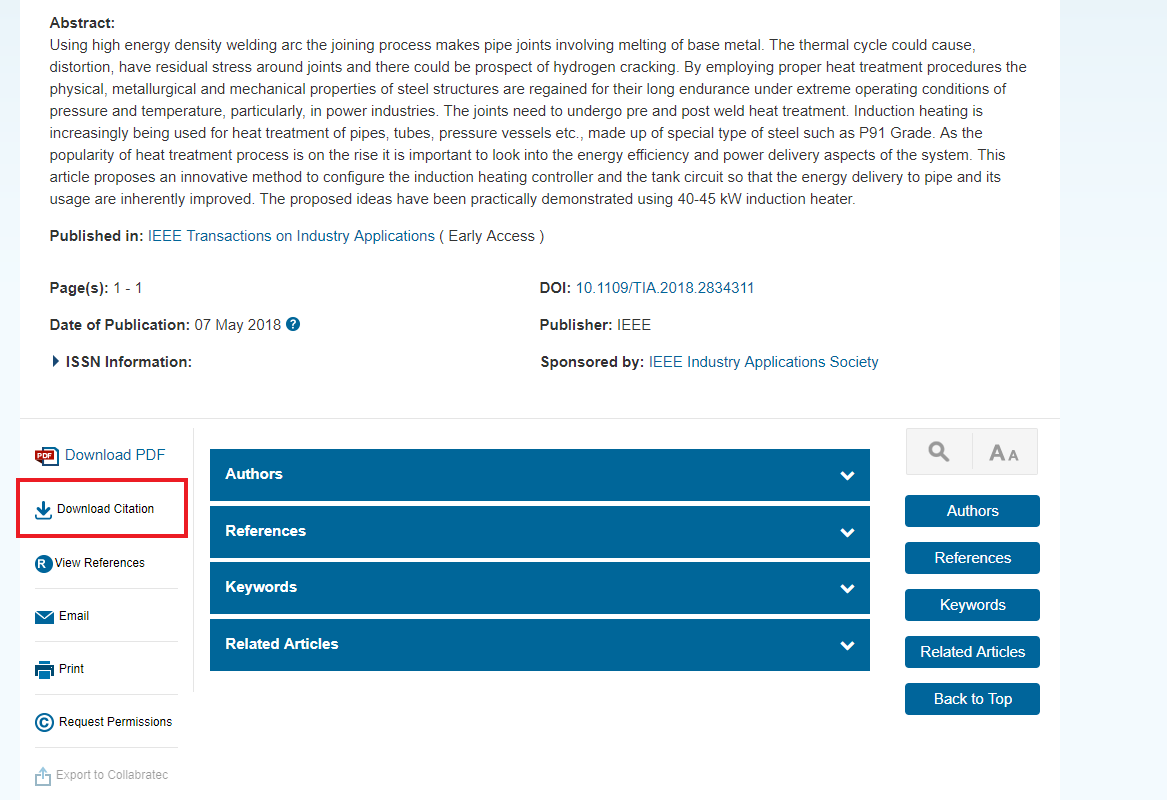 Abstract:
Using high energy density welding arc the joining process makes pipe joints involving melting of base metal. The thermal cycle could cause,
distortion, have residual stress around joints and there could be prospect of hydrogen cracking. By employing proper heat treatment procedures the
physical, metallurgical and mechanical properties of steel structures are regained for their long endurance under extreme operating conditions of
pressure and temperature, particularly, in power industries. The joints need to undergo pre and post weld heat treatment. Induction heating is
increasingly being used for heat treatment of pipes, tubes, pressure vessels etc., made up of special type of steel such as P91 Grade. As the
popularity of heat treatment process is on the rise it is important to look into the energy efficiency and power delivery aspects of the system. This
article proposes an innovative method to configure the induction heating controller and the tank circuit so that the energy delivery to pipe and its
usage are inherently improved. The proposed ideas have been practically demonstrated using 40-45 kW induction heater.
Published in: IEEE Transactions on Industry Applications ( Early Access )
Page(s): 1 - 1
DOI: 10.1109/TIA.2018.2834311
Date of Publication: 07 May 2018 ?
Publisher: IEEE
ISSN Information:
Sponsored by: IEEE Industry Applications Society
PDF Download PDF
Download Citation
R View References
Email
Print
C Request Permissions
Export to Collabratec
Authors
References
Keywords
Related Articles
A A
Authors
References
Keywords
Related Articles
Back to Top